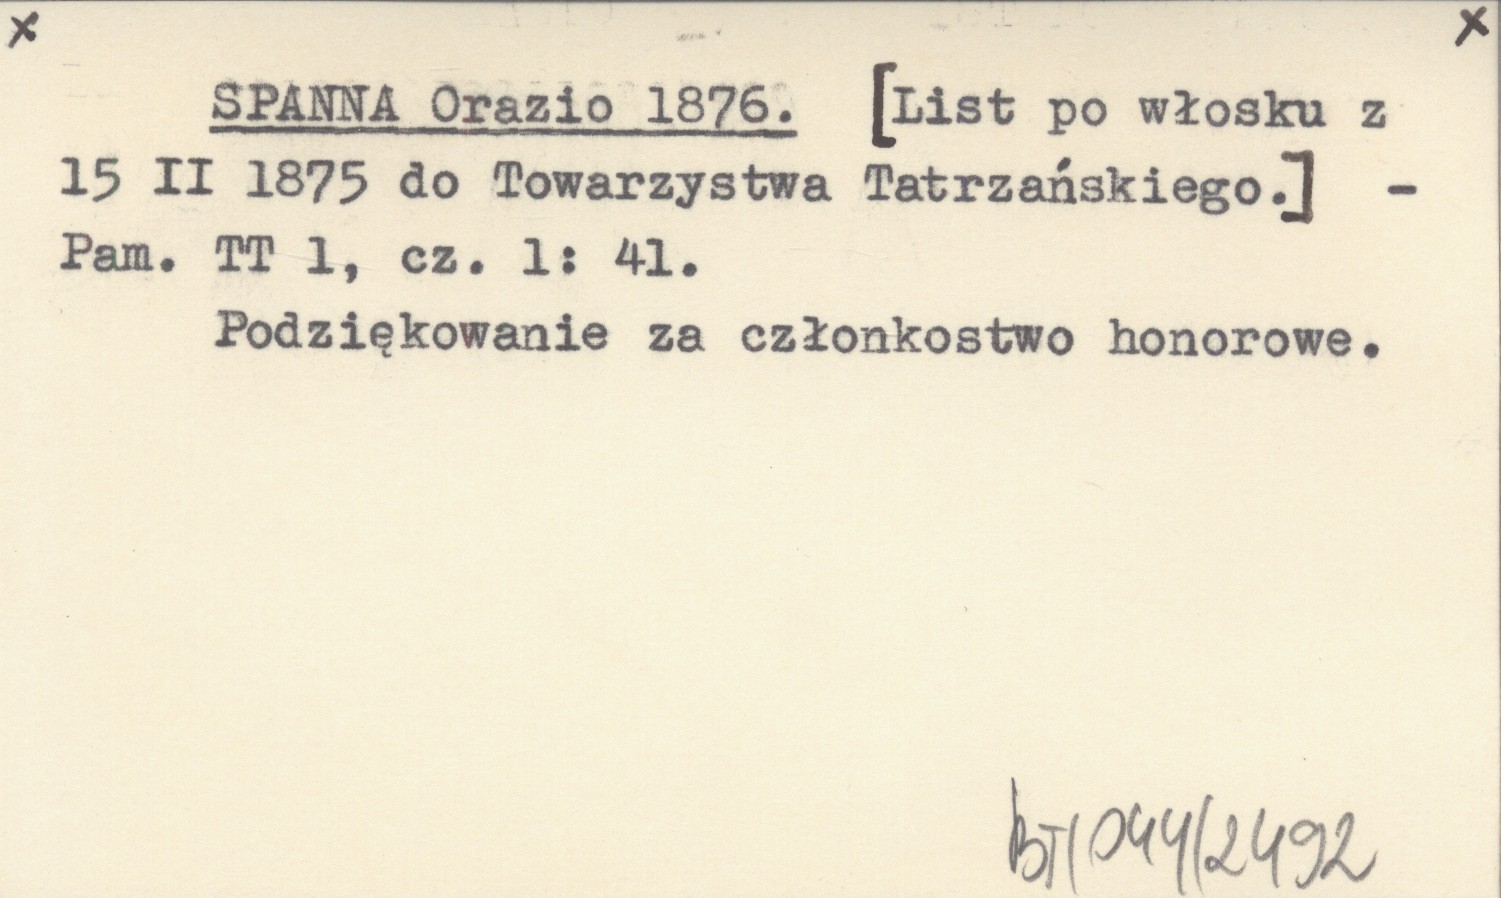 x x
SPANNA Orazio 1876. [List po włosku z
15 II 1875 do Towarzystwa Tatrzańskiego.] -
Pam. TT 1, cz. 1: 41.
Podziękowanie za członkostwo honorowe.
BT/044/2492